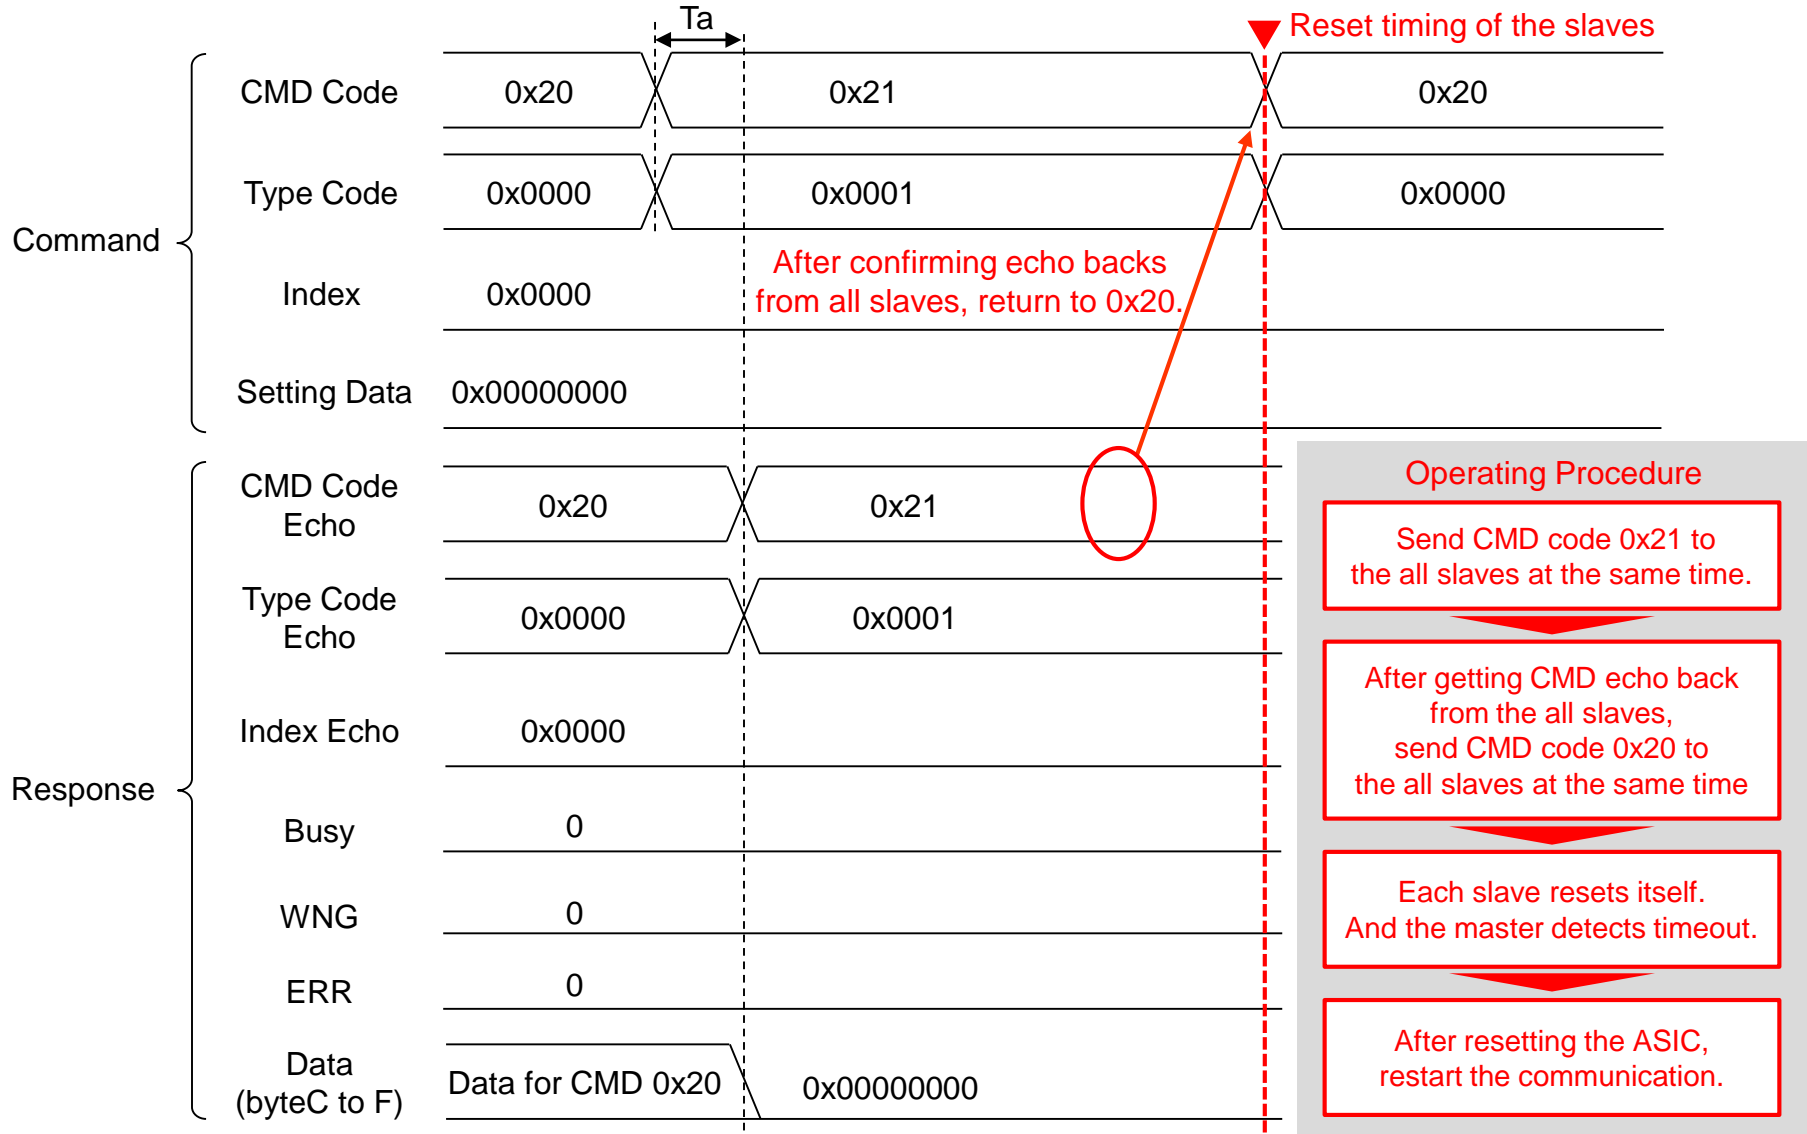 Ta
Reset timing of the slaves
Command
CMD Code
0x20
0x21
0x20
Type Code
0x0000
0x0001
0x0000
After confirming echo backs
from all slaves, return to 0x20.
Index
0x0000
Setting Data
0x00000000
Response
CMD Code
Echo
0x20
0x21
Type Code
Echo
0x0000
0x0001
Index Echo
0x0000
Busy
0
WNG
0
ERR
0
Data
(byteC to F)
Data for CMD 0x20
0x00000000
Operating Procedure
Send CMD code 0x21 to
the all slaves at the same time.
After getting CMD echo back
from the all slaves,
send CMD code 0x20 to
the all slaves at the same time
Each slave resets itself.
And the master detects timeout.
After resetting the ASIC,
restart the communication.